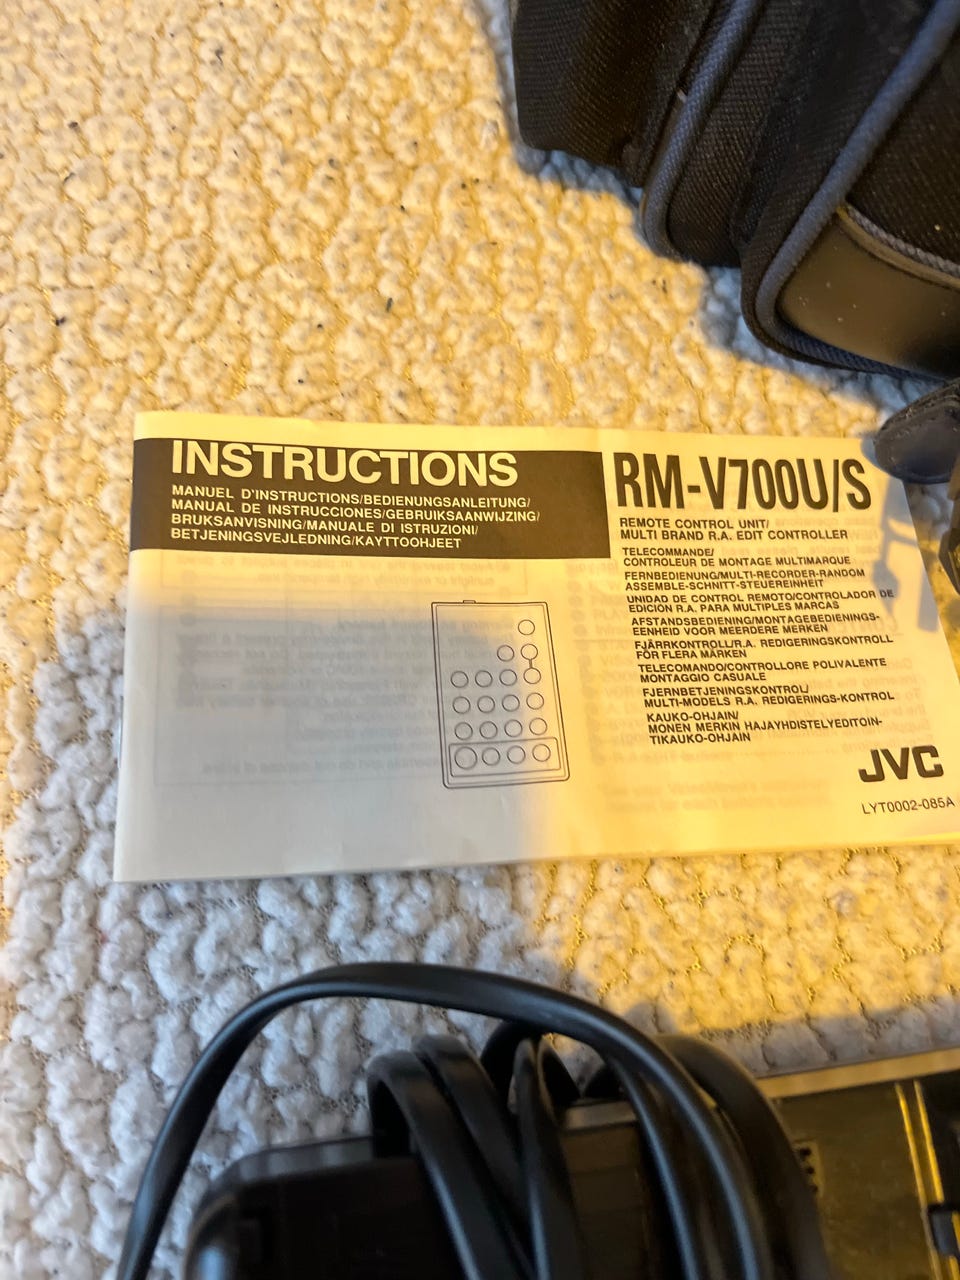 INSTRUCTIONS
MANUEL D'INSTRUCTIONS/BEDIENUNGSANLEITUNG/
MANUAL DE INSTRUCCIONES/GEBRUIKSAANWIJZING/
BRUKSANVISNING/MANUALE DI ISTRUZIONI/
BETJENINGSVEJLEDNING/KAYTTOOHJEET
RM-V700U/S
REMOTE CONTROL UNIT/
MULTI BRAND R.A. EDIT CONTROLLER
TELECOMMANDE/
CONTROLEUR DE MONTAGE MULTIMARQUE
FERNBEDIENUNG/MULTI-RECORDER-RANDOM
ASSEMBLE-SCHNITT-STEUEREINHEIT
UNIDAD DE CONTROL REMOTO/CONTROLADOR DE
EDICIÓN R.A. PARA MULTIPLES MARCAS
AFSTANDSBEDIENING/MONTAGEBEDIENINGS-
EENHEID VOOR MEERDERE MERKEN
FJÄRRKONTROLL/R.A. REDIGERINGSKONTROLL
FÖR FLERA MÄRKEN
TELECOMANDO/CONTROLLORE POLIVALENTE
MONTAGGIO CASUALE
FJERNBETJENINGSKONTROL/
MULTI-MODELS R.A. REDIGERINGS-KONTROL
KAUKO-OHJAIN/
MONEN MERKIN HAJAYHDISTELYEDITOIN-
TIKAUKO-OHJAIN
JVC
LYT0002-085A